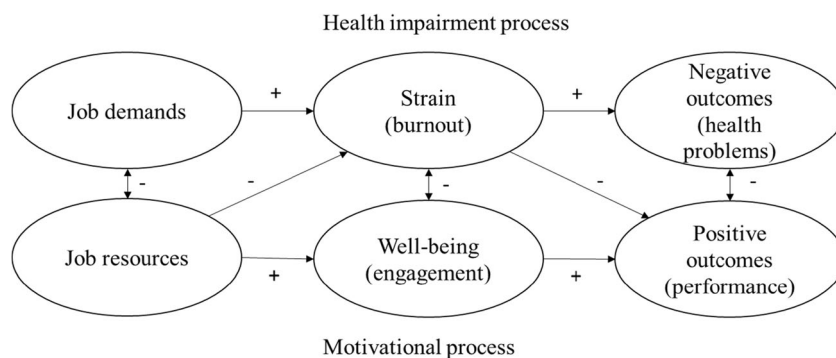 Health impairment process
Job demands
+
Strain
(burnout)
+
Negative
outcomes
(health
problems)
-
-
-
-
-
Job resources
+
Well-being
(engagement)
+
Positive
outcomes
(performance)
Motivational process